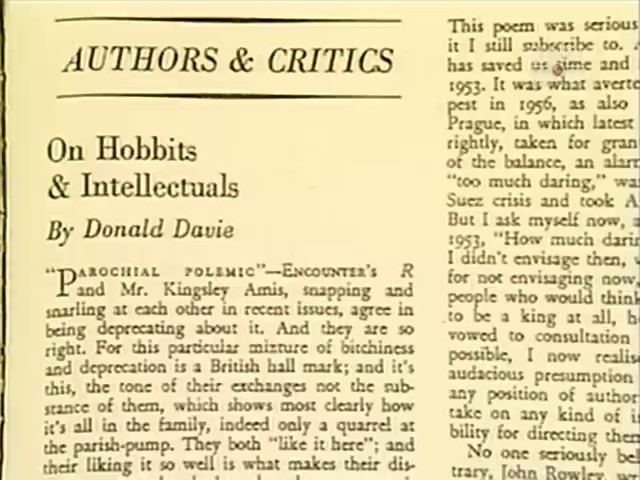 AUTHORS & CRITICS
On Hobbits
& Intellectuals
By Donald Davie
"PAROCHIAL POLEMIC"—ENCOUNTER'S R
and Mr. Kingsley Amis, snapping and
snarling at each other in recent issues, agree in
being deprecating about it. And they are so
right. For this particular mixture of bitchiness
and deprecation is a British hall mark; and it's
this, the tone of their exchanges not the sub-
stance of them, which shows most clearly how
it's all in the family, indeed only a quarrel at
the parish-pump. They both "like it here"; and
their liking it so well is what makes their dis-
This poem was serious
it I still subscribe to.
has saved us time and
1953. It was what averte
pest in 1956, as also
Prague, in which latest
rightly, taken for gran
of the balance, an alarm
"too much daring," wa
Suez crisis and took A
But I ask myself now, a
1953, "How much darin
I didn't envisage then,
for not envisaging now,
people who would think
to be a king at all, h
vowed to consultation
possible, I now realis
audacious presumption
any position of author
take on any kind of
bility for directing them
No one seriously bel
trary, John Rowley, w